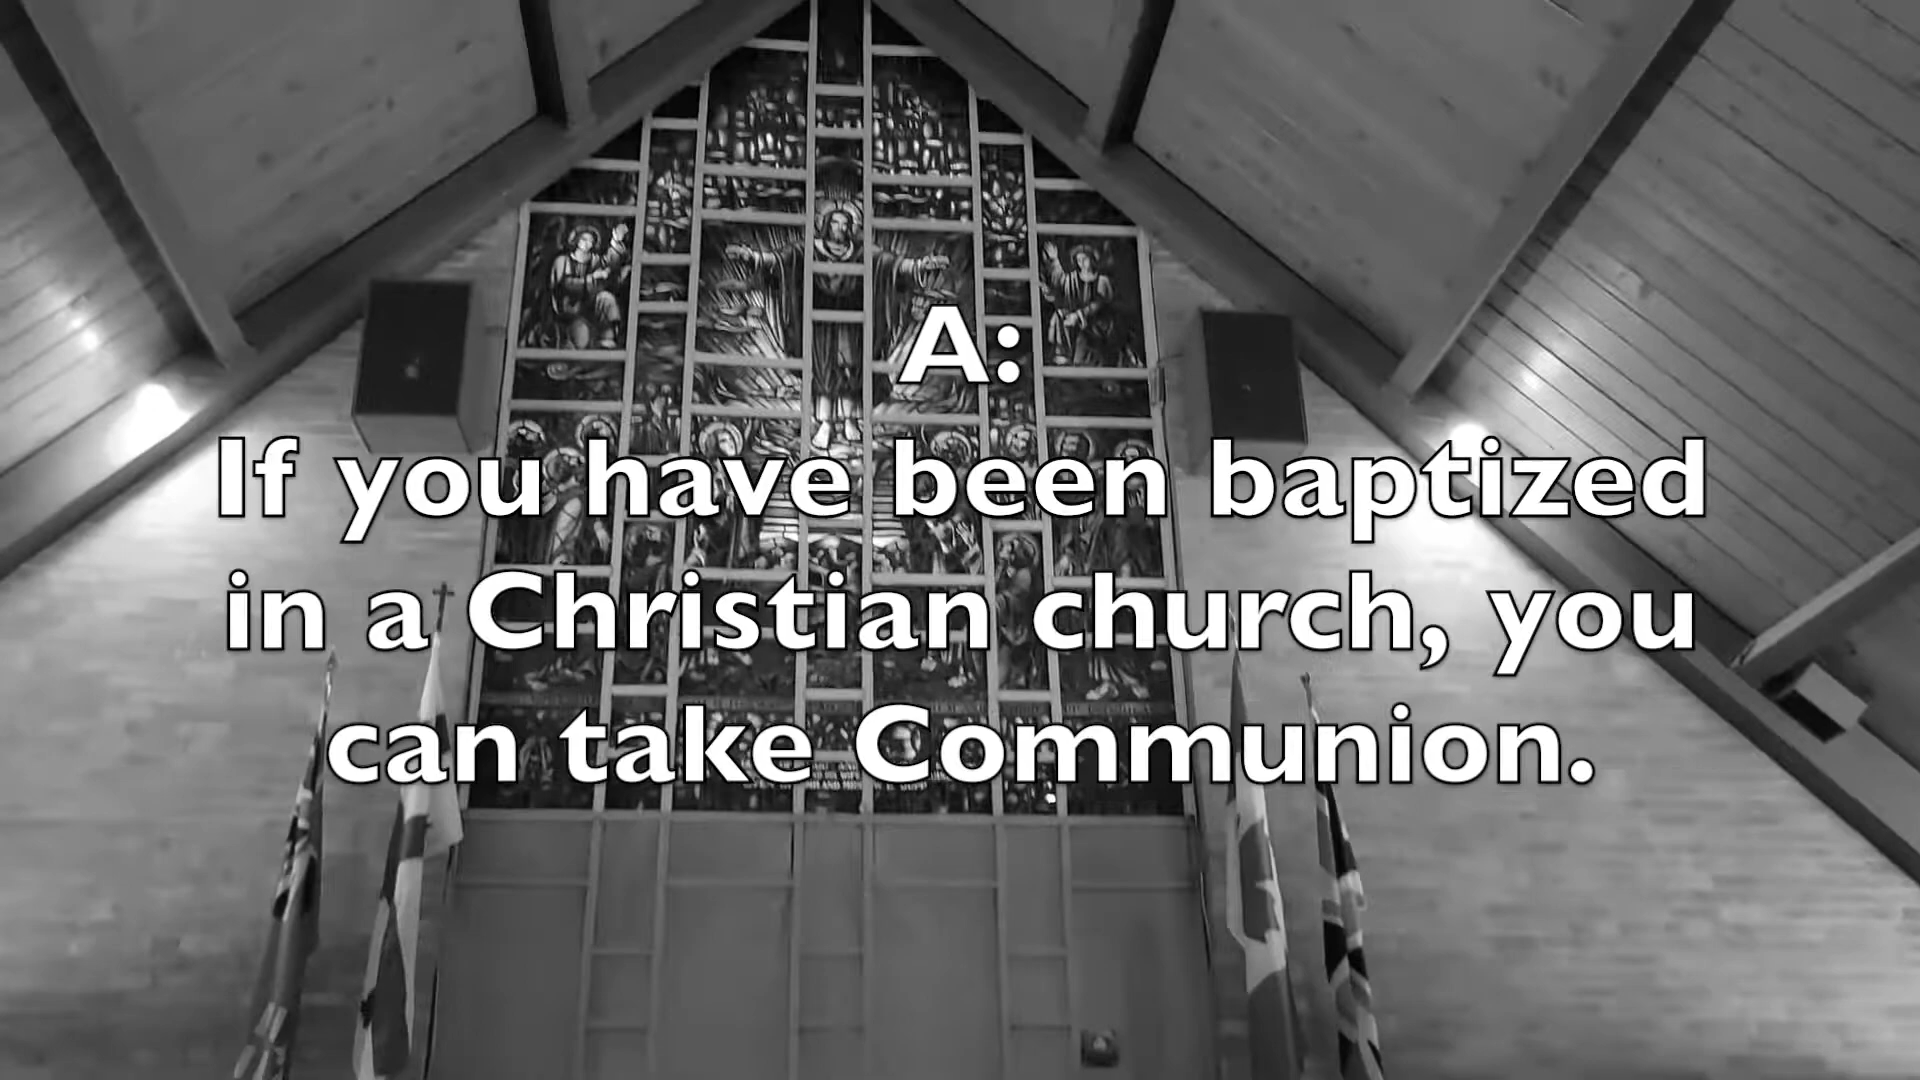 A:
If you have been baptized
in a Christian church, you
can take Communion.